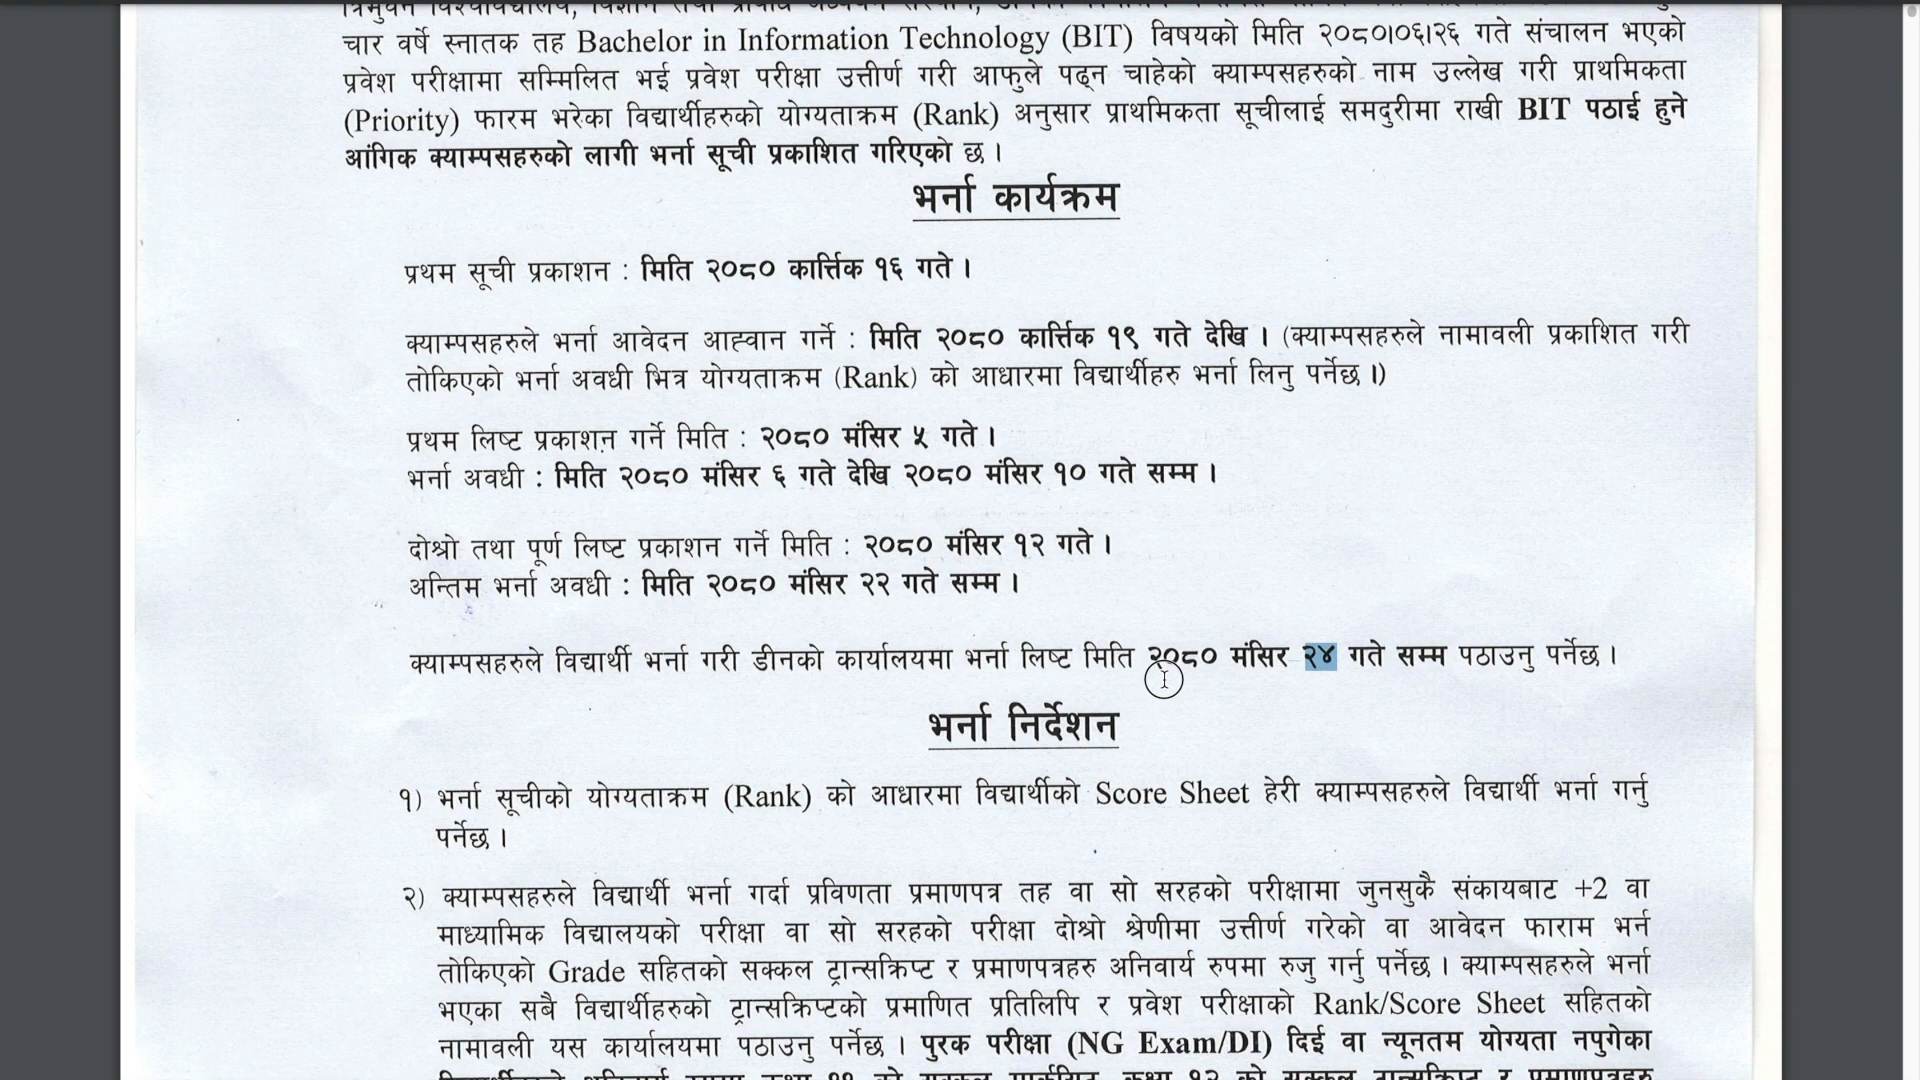 त्रिभुवन विश्वविद्यालय, विज्ञान तथा प्रविधि अध्ययन संस्थान,
चार वर्षे स्नातक तह Bachelor in Information Technology (BIT) विषयको मिति २०८०।०६।२६ गते संचालन भएको
प्रवेश परीक्षामा सम्मिलित भई प्रवेश परीक्षा उत्तीर्ण गरी आफुले पढ्न चाहेको क्याम्पसहरुको नाम उल्लेख गरी प्राथमिकता
(Priority) फारम भरेका विद्यार्थीहरुको योग्यताक्रम (Rank) अनुसार प्राथमिकता सूचीलाई समदुरीमा राखी BIT पठाई हुने
आंगिक क्याम्पसहरुको लागी भर्ना सूची प्रकाशित गरिएको छ ।
भर्ना कार्यक्रम
प्रथम सूची प्रकाशन : मिति २०८० कार्त्तिक १६ गते ।
क्याम्पसहरुले भर्ना आवेदन आह्वान गर्ने : मिति २०८० कार्त्तिक १९ गते देखि । (क्याम्पसहरुले नामावली प्रकाशित गरी
तोकिएको भर्ना अवधी भित्र योग्यताक्रम (Rank) को आधारमा विद्यार्थीहरु भर्ना लिनु पर्नेछ ।)
प्रथम लिष्ट प्रकाशन गर्ने मिति : २०८० मंसिर ५ गते ।
भर्ना अवधी : मिति २०८० मंसिर ६ गते देखि २०८० मंसिर १० गते सम्म ।
दोश्रो तथा पूर्ण लिष्ट प्रकाशन गर्ने मिति : २०८० मंसिर १२ गते ।
अन्तिम भर्ना अवधी : मिति २०८० मंसिर २२ गते सम्म ।
क्याम्पसहरुले विद्यार्थी भर्ना गरी डीनको कार्यालयमा भर्ना लिष्ट मिति २०८० मंसिर २४ गते सम्म पठाउनु पर्नेछ ।
भर्ना निर्देशन
१) भर्ना सूचीको योग्यताक्रम (Rank) को आधारमा विद्यार्थीको Score Sheet हेरी क्याम्पसहरुले विद्यार्थी भर्ना गर्नु
पर्नेछ ।
२) क्याम्पसहरुले विद्यार्थी भर्ना गर्दा प्रविणता प्रमाणपत्र तह वा सो सरहको परीक्षामा जुनसुकै संकायबाट +2 वा
माध्यामिक विद्यालयको परीक्षा वा सो सरहको परीक्षा दोश्रो श्रेणीमा उत्तीर्ण गरेको वा आवेदन फाराम भर्न
तोकिएको Grade सहितको सक्कल ट्रान्सक्रिप्ट र प्रमाणपत्रहरु अनिवार्य रुपमा रुजु गर्नु पर्नेछ । क्याम्पसहरुले भर्ना
भएका सबै विद्यार्थीहरुको ट्रान्सक्रिप्टको प्रमाणित प्रतिलिपि र प्रवेश परीक्षाको Rank/Score Sheet सहितको
नामावली यस कार्यालयमा पठाउनु पर्नेछ । पुरक परीक्षा (NG Exam/DI) दिई वा न्यूनतम योग्यता नपुगेका